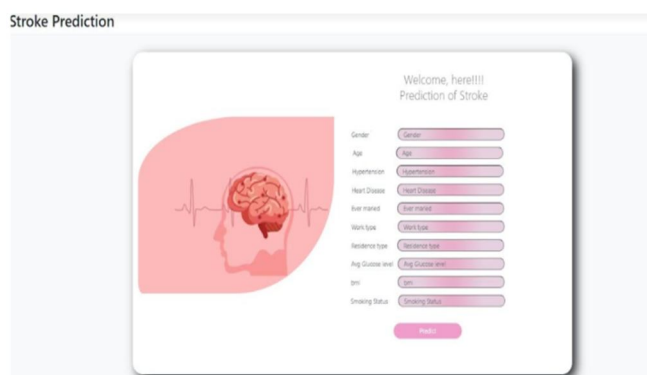 Stroke Prediction
Welcome, here!!!!
Prediction of Stroke
Gender Gender
Age Age
Hypertension Hypertension
Heart Disease Heart Disease
Ever married Ever married
Work type Work type
Residence type Residence type
Avg Glucose level Avg Glucose level
bmi bmi
Smoking Status Smoking Status
Predict